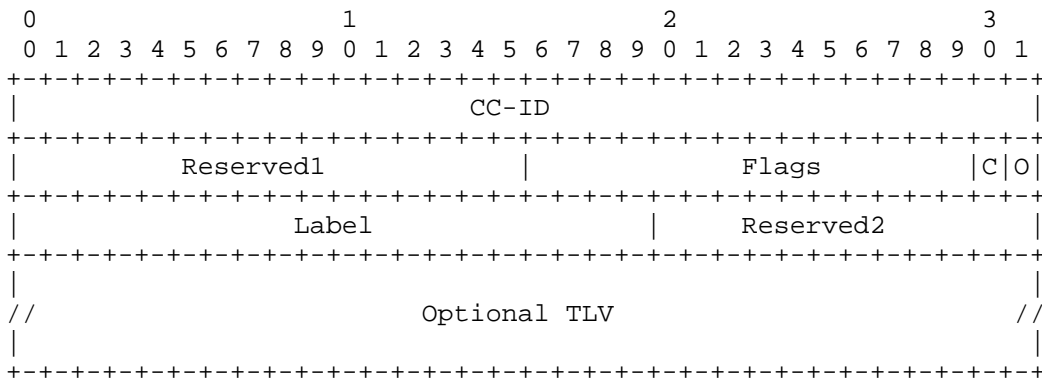 0                   1                   2                   3
 0 1 2 3 4 5 6 7 8 9 0 1 2 3 4 5 6 7 8 9 0 1 2 3 4 5 6 7 8 9 0 1
+-+-+-+-+-+-+-+-+-+-+-+-+-+-+-+-+-+-+-+-+-+-+-+-+-+-+-+-+-+-+-+-+
|                            CC-ID                              |
+-+-+-+-+-+-+-+-+-+-+-+-+-+-+-+-+-+-+-+-+-+-+-+-+-+-+-+-+-+-+-+-+
|          Reserved1            |             Flags         |C|O|
+-+-+-+-+-+-+-+-+-+-+-+-+-+-+-+-+-+-+-+-+-+-+-+-+-+-+-+-+-+-+-+-+
|                 Label                 |     Reserved2         |
+-+-+-+-+-+-+-+-+-+-+-+-+-+-+-+-+-+-+-+-+-+-+-+-+-+-+-+-+-+-+-+-+
|                                                               |
//                        Optional TLV                         //
|                                                               |
+-+-+-+-+-+-+-+-+-+-+-+-+-+-+-+-+-+-+-+-+-+-+-+-+-+-+-+-+-+-+-+-+